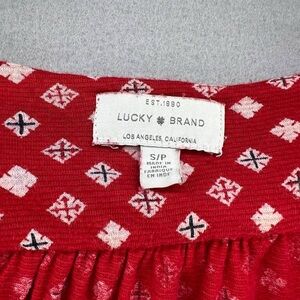 EST. 1990
LUCKY BRAND
LOS ANGELES, CALIFORNIA
S/P
MADE IN
INDIA
FABRIQUÉ
EN INDE